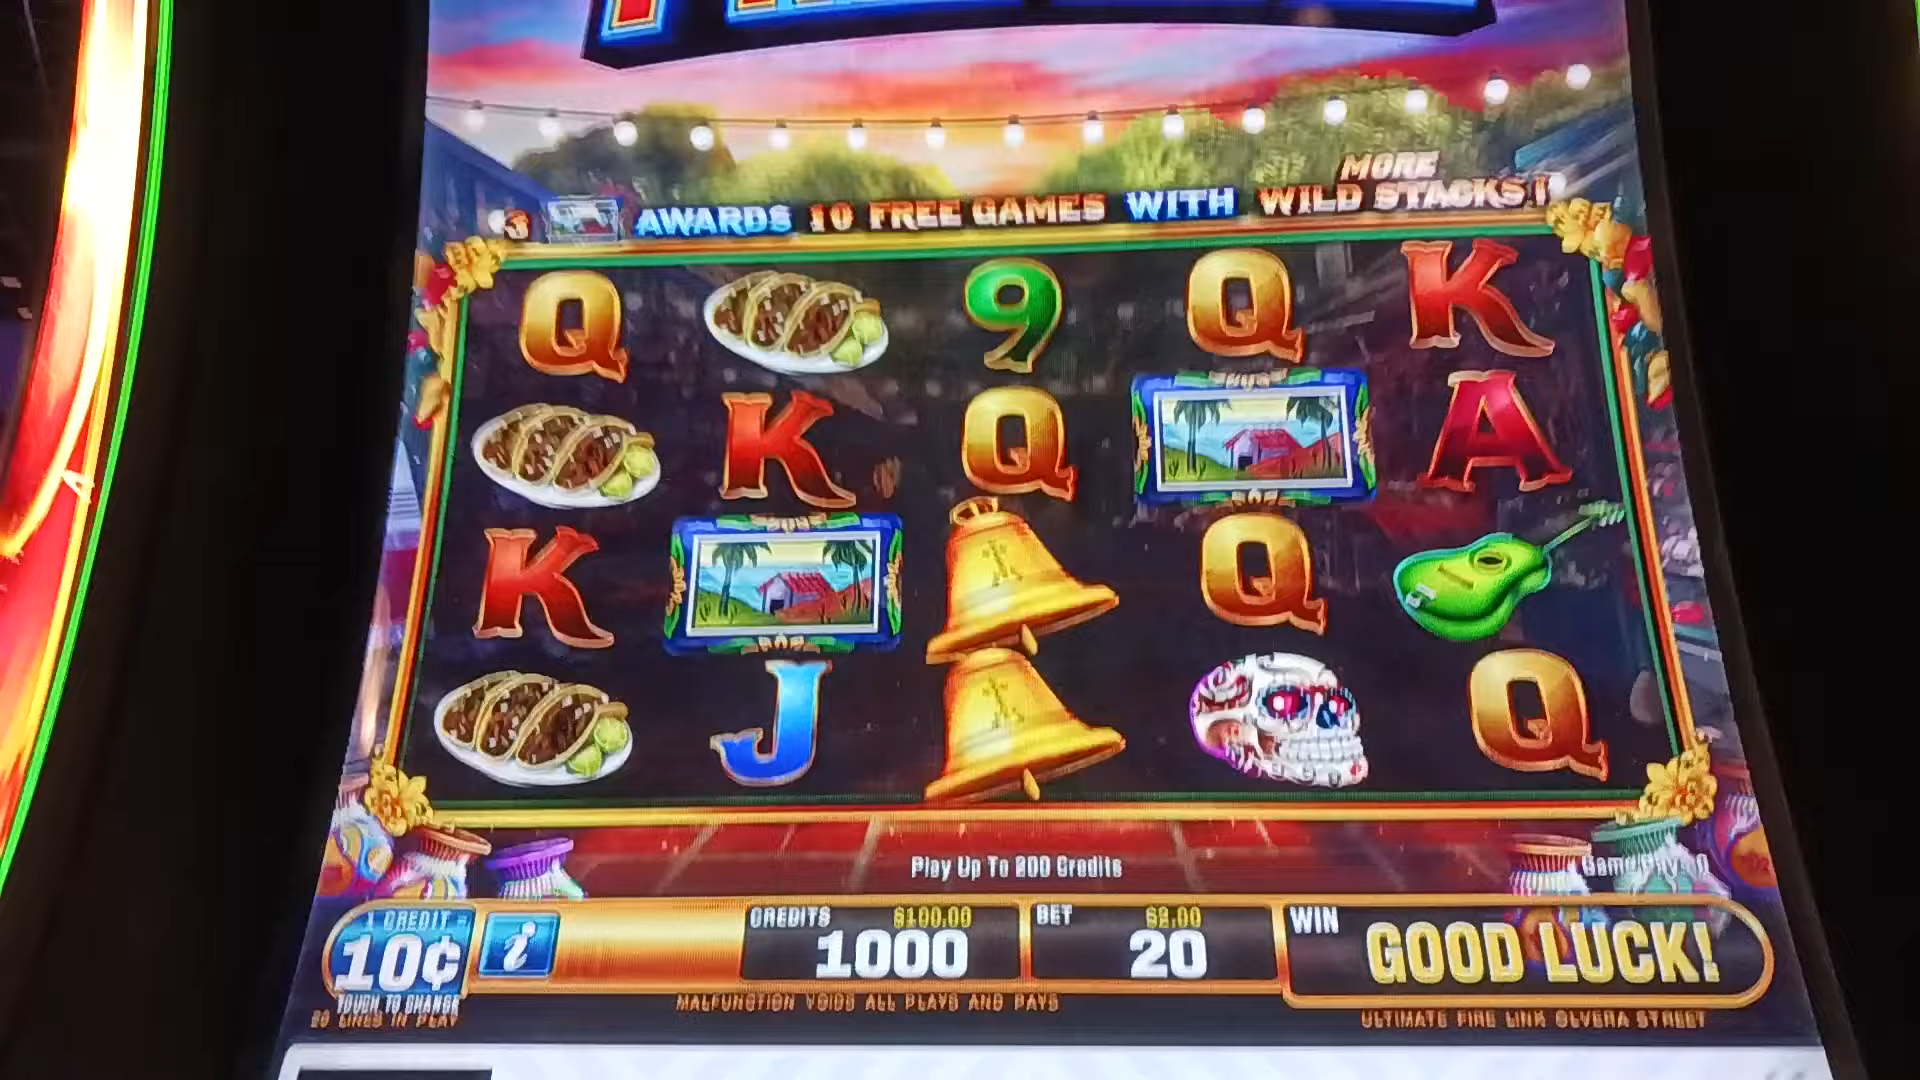 3 AWARDS 10 FREE GAMES WITH MORE WILD STACKS!
Q 9 Q K
K Q A
K Q
J Q
Play Up To 200 Credits
1 CREDIT =
10¢
TOUCH TO CHANGE
20 LINES IN PLAY
i
CREDITS $100.00
1000
BET $2.00
20
WIN GOOD LUCK!
MALFUNCTION VOIDS ALL PLAYS AND PAYS
ULTIMATE FIRE LINK OLVERA STREET